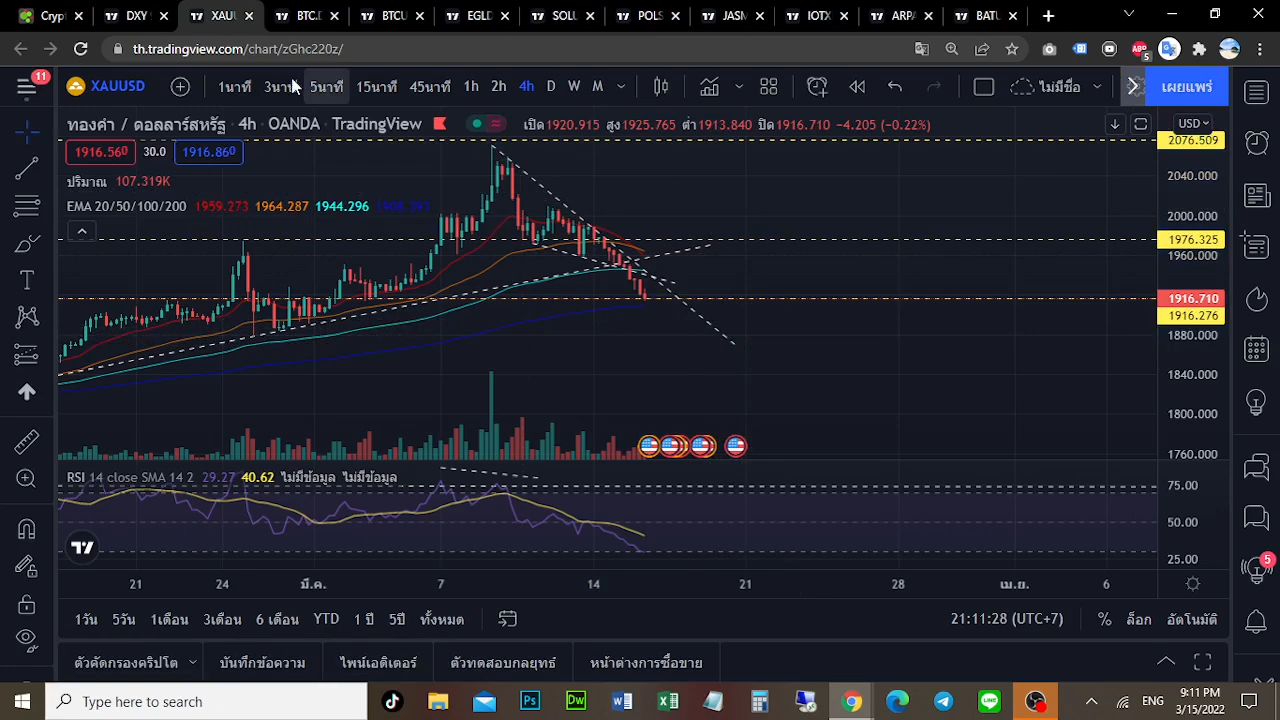 Cryp DXY XAU BTC.D BTCU EGLD SOLU POLS JASM IOTX ARPA BATU
th.tradingview.com/chart/zGhc220z/
11 XAUUSD 1นาที 5นาที 15นาที 45นาที 1h 2h 4h D W M ไม่มีชื่อ เผยแพร่
ทองคำ / ดอลลาร์สหรัฐ 4h OANDA TradingView เปิด1920.915 สูง1925.765 ต่ำ1913.840 ปิด1916.710 -4.205 (-0.22%) USD
1916.560 30.0 1916.860
ปริมาณ 107.319K
EMA 20/50/100/200 1959.273 1964.287 1944.296
2076.509
2040.000
2000.000
1976.325
1960.000
1916.710
1916.276
1880.000
1840.000
1800.000
1760.000
RSI 14 close SMA 14 2 29.27 40.62 ไม่มีข้อมูล ไม่มีข้อมูล
75.00
50.00
25.00
5
21 24 มี.ค. 7 14 21 28 เม.ย. 6
1วัน 5วัน 1เดือน 3เดือน 6 เดือน YTD 1 ปี 5ปี ทั้งหมด 21:11:28 (UTC+7) % ล็อก อัตโนมัติ
ตัวคัดกรองคริปโต บันทึกข้อความ ไพน์เอดิเตอร์ ตัวทดสอบกลยุทธ์ หน้าต่างการซื้อขาย
Type here to search ENG 9:11 PM
3/15/2022